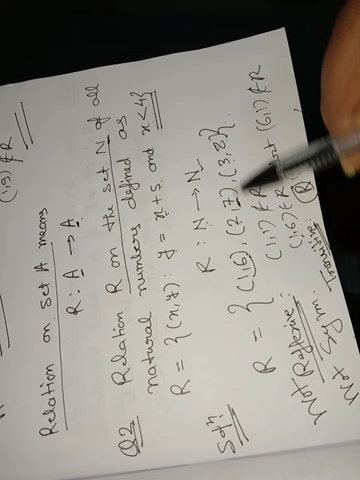 (1,3) ∉ R
Relation on set A means
R : A → A
Q2 Relation R on the set N of all
natural numbers defined as
R = {(x,y) : y = x+5 and x<4}
Sol^n: R : N → N
R = { (1,6), (2,7), (3,8) }.
Not Reflexive: (1,1) ∉ R
Not Symm: (1,6) ∈ R but (6,1) ∉ R
Transitive: R